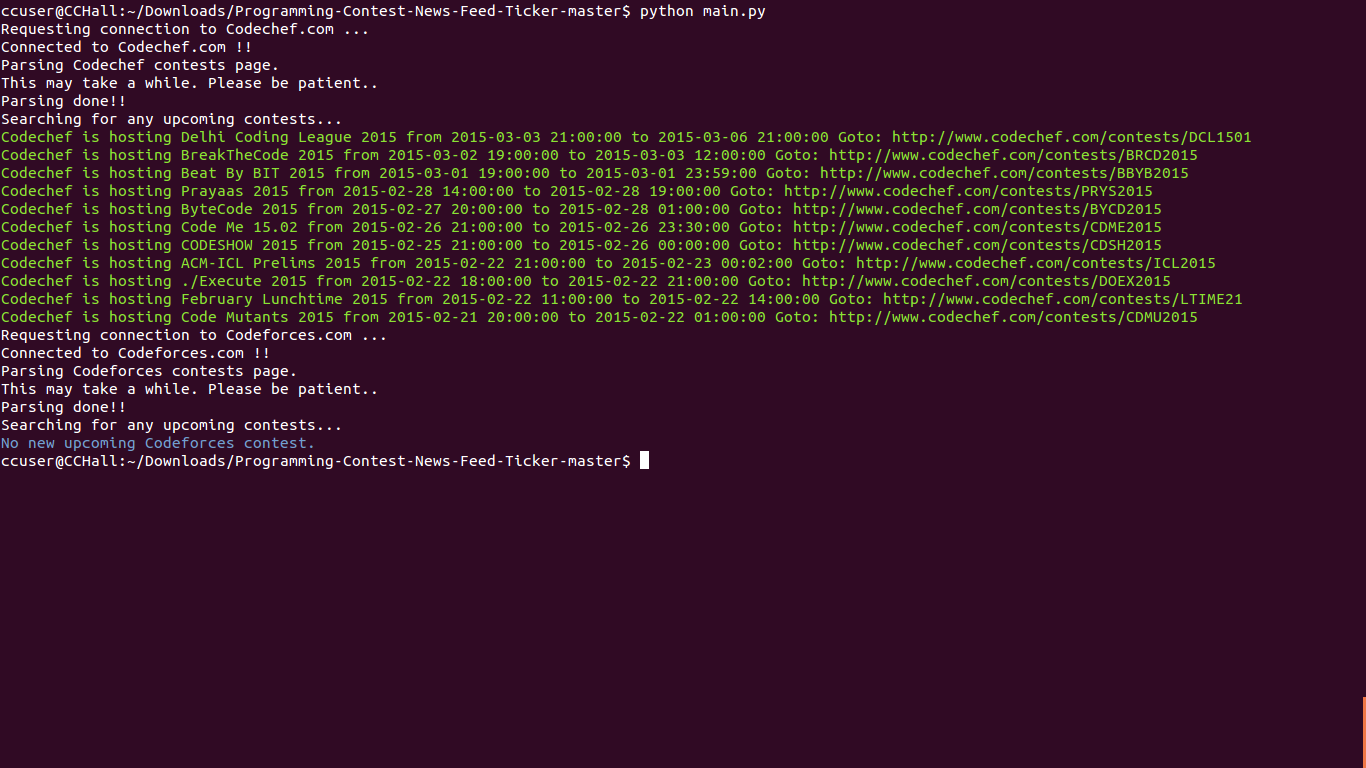 ccuser@CCHall:~/Downloads/Programming-Contest-News-Feed-Ticker-master$ python main.py
Requesting connection to Codechef.com ...
Connected to Codechef.com !!
Parsing Codechef contests page.
This may take a while. Please be patient..
Parsing done!!
Searching for any upcoming contests...
Codechef is hosting Delhi Coding League 2015 from 2015-03-03 21:00:00 to 2015-03-06 21:00:00 Goto: http://www.codechef.com/contests/DCL1501
Codechef is hosting BreakTheCode 2015 from 2015-03-02 19:00:00 to 2015-03-03 12:00:00 Goto: http://www.codechef.com/contests/BRCD2015
Codechef is hosting Beat By BIT 2015 from 2015-03-01 19:00:00 to 2015-03-01 23:59:00 Goto: http://www.codechef.com/contests/BBYB2015
Codechef is hosting Prayaas 2015 from 2015-02-28 14:00:00 to 2015-02-28 19:00:00 Goto: http://www.codechef.com/contests/PRYS2015
Codechef is hosting ByteCode 2015 from 2015-02-27 20:00:00 to 2015-02-28 01:00:00 Goto: http://www.codechef.com/contests/BYCD2015
Codechef is hosting Code Me 15.02 from 2015-02-26 21:00:00 to 2015-02-26 23:30:00 Goto: http://www.codechef.com/contests/CDME2015
Codechef is hosting CODESHOW 2015 from 2015-02-25 21:00:00 to 2015-02-26 00:00:00 Goto: http://www.codechef.com/contests/CDSH2015
Codechef is hosting ACM-ICL Prelims 2015 from 2015-02-22 21:00:00 to 2015-02-23 00:02:00 Goto: http://www.codechef.com/contests/ICL2015
Codechef is hosting ./Execute 2015 from 2015-02-22 18:00:00 to 2015-02-22 21:00:00 Goto: http://www.codechef.com/contests/DOEX2015
Codechef is hosting February Lunchtime 2015 from 2015-02-22 11:00:00 to 2015-02-22 14:00:00 Goto: http://www.codechef.com/contests/LTIME21
Codechef is hosting Code Mutants 2015 from 2015-02-21 20:00:00 to 2015-02-22 01:00:00 Goto: http://www.codechef.com/contests/CDMU2015
Requesting connection to Codeforces.com ...
Connected to Codeforces.com !!
Parsing Codeforces contests page.
This may take a while. Please be patient..
Parsing done!!
Searching for any upcoming contests...
No new upcoming Codeforces contest.
ccuser@CCHall:~/Downloads/Programming-Contest-News-Feed-Ticker-master$